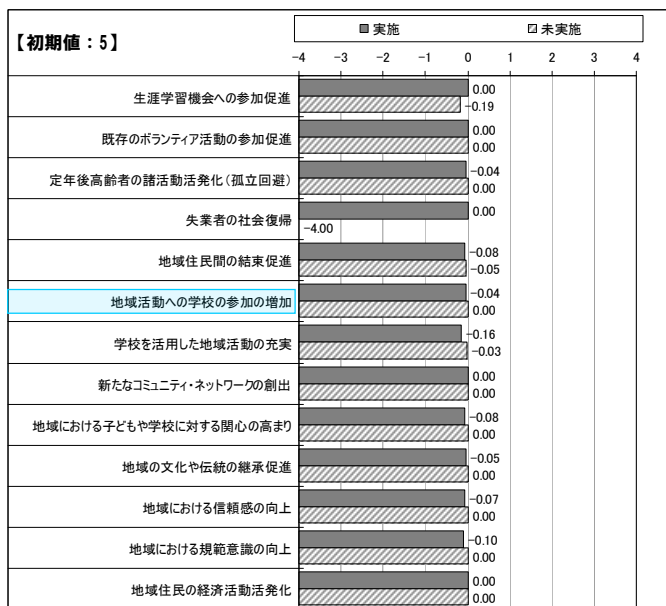 【初期値：5】
実施
未実施
-4 -3 -2 -1 0 1 2 3 4
生涯学習機会への参加促進
0.00
-0.19
既存のボランティア活動の参加促進
0.00
0.00
定年後高齢者の諸活動活発化（孤立回避）
-0.04
0.00
失業者の社会復帰
0.00
-4.00
地域住民間の結束促進
-0.08
-0.05
地域活動への学校の参加の増加
-0.04
0.00
学校を活用した地域活動の充実
-0.16
-0.03
新たなコミュニティ・ネットワークの創出
0.00
0.00
地域における子どもや学校に対する関心の高まり
-0.08
0.00
地域の文化や伝統の継承促進
-0.05
0.00
地域における信頼感の向上
-0.07
0.00
地域における規範意識の向上
-0.10
0.00
地域住民の経済活動活発化
0.00
0.00